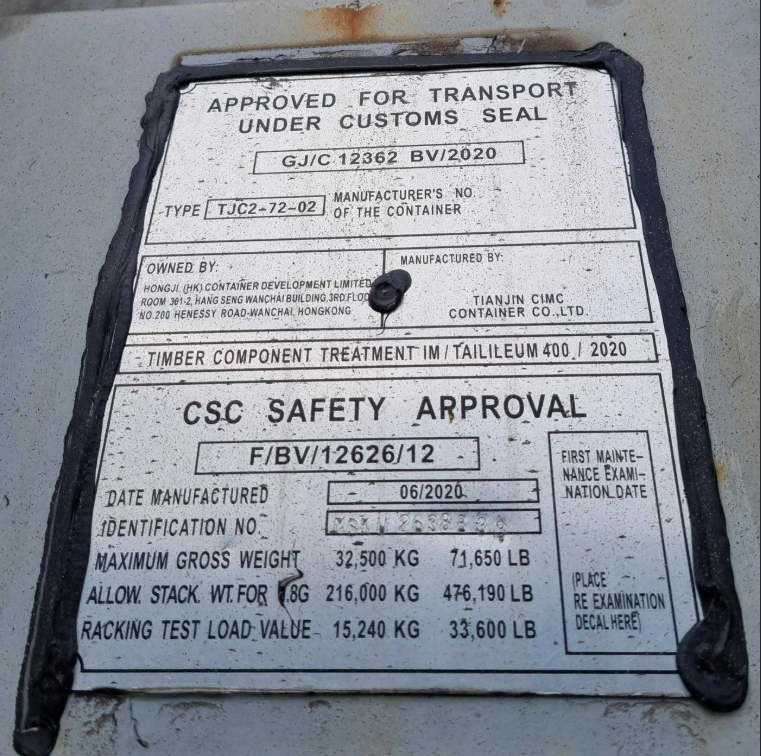 APPROVED FOR TRANSPORT
UNDER CUSTOMS SEAL
GJ/C 12362 BV/2020
TYPE TJC2-72-02 MANUFACTURER'S NO.
OF THE CONTAINER
OWNED BY:
HONGJI (HK) CONTAINER DEVELOPMENT LIMITED
ROOM 301-2, HANG SENG WANCHAI BUILDING, 3RD.FLOO
NO.200 HENESSY ROAD-WANCHAI, HONGKONG
MANUFACTURED BY:
TIANJIN CIMC
CONTAINER CO.,LTD.
TIMBER COMPONENT TREATMENT IM / TAILILEUM 400 / 2020
CSC SAFETY APPROVAL
F/BV/12626/12
DATE MANUFACTURED 06/2020
IDENTIFICATION NO.
MAXIMUM GROSS WEIGHT 32,500 KG 71,650 LB
ALLOW. STACK. WT. FOR .8G 216,000 KG 476,190 LB
RACKING TEST LOAD VALUE 15,240 KG 33,600 LB
FIRST MAINTE-
NANCE EXAMI-
NATION DATE
(PLACE
RE EXAMINATION
DECAL HERE)